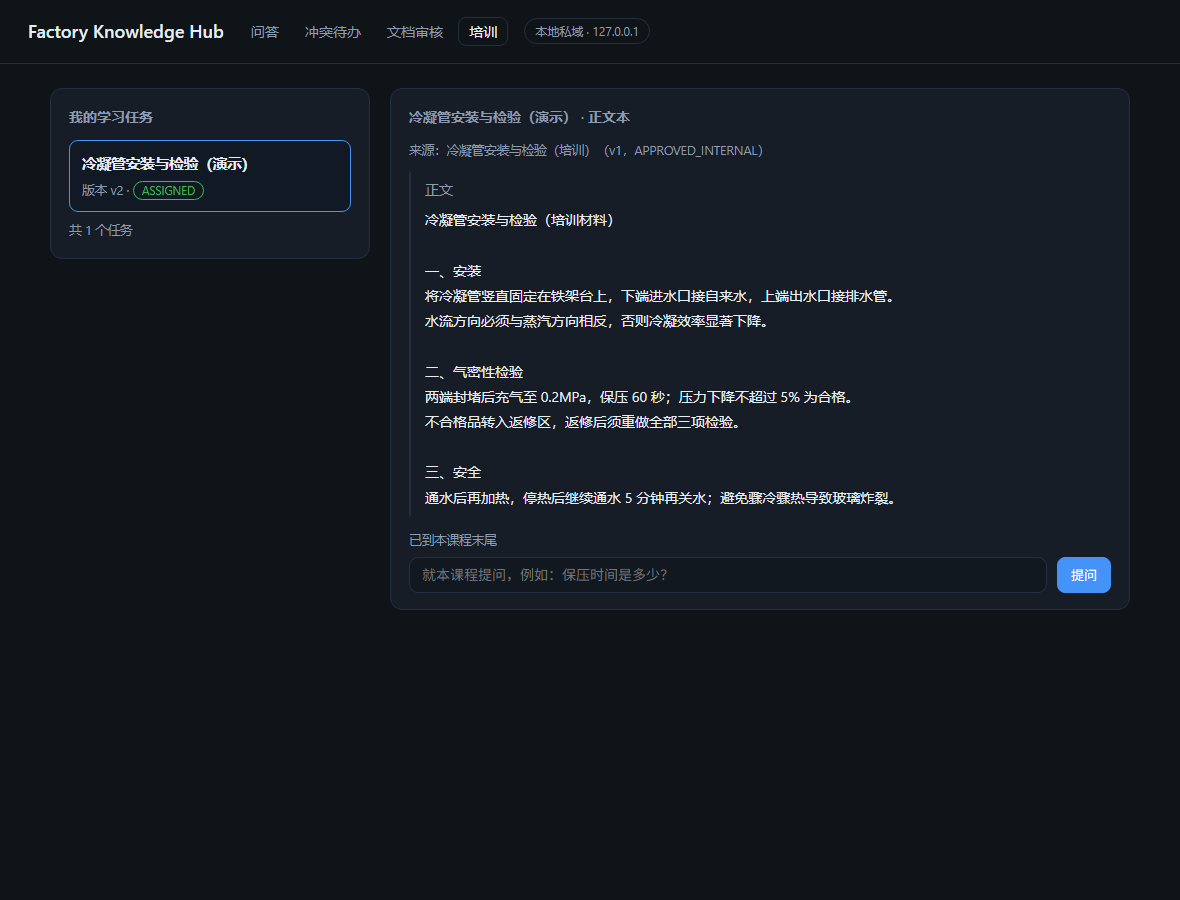 Factory Knowledge Hub 问答 冲突待办 文档审核 培训 本地私域 · 127.0.0.1
我的学习任务
冷凝管安装与检验（演示）
版本 v2 · ASSIGNED
共 1 个任务
冷凝管安装与检验（演示） · 正文本
来源：冷凝管安装与检验（培训）（v1，APPROVED_INTERNAL）
正文
冷凝管安装与检验（培训材料）
一、安装
将冷凝管竖直固定在铁架台上，下端进水口接自来水，上端出水口接排水管。
水流方向必须与蒸汽方向相反，否则冷凝效率显著下降。
二、气密性检验
两端封堵后充气至 0.2MPa，保压 60 秒；压力下降不超过 5% 为合格。
不合格品转入返修区，返修后须重做全部三项检验。
三、安全
通水后再加热，停热后继续通水 5 分钟再关水；避免骤冷骤热导致玻璃炸裂。
已到本课程末尾
就本课程提问，例如：保压时间是多少？ 提问